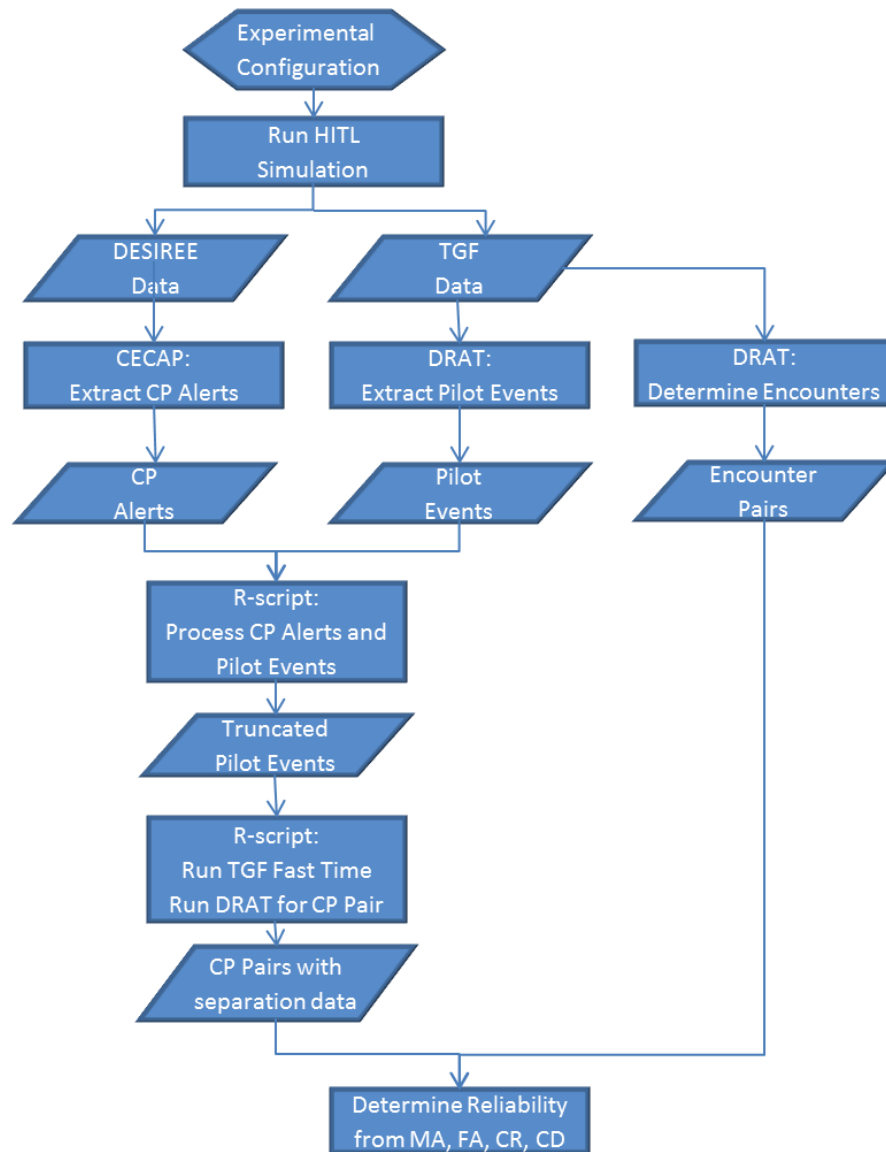 Experimental
Configuration
Run HITL
Simulation
DESIREE
Data
TGF
Data
CECAP:
Extract CP Alerts
DRAT:
Extract Pilot Events
DRAT:
Determine Encounters
CP
Alerts
Pilot
Events
Encounter
Pairs
R-script:
Process CP Alerts and
Pilot Events
Truncated
Pilot Events
R-script:
Run TGF Fast Time
Run DRAT for CP Pair
CP Pairs with
separation data
Determine Reliability
from MA, FA, CR, CD